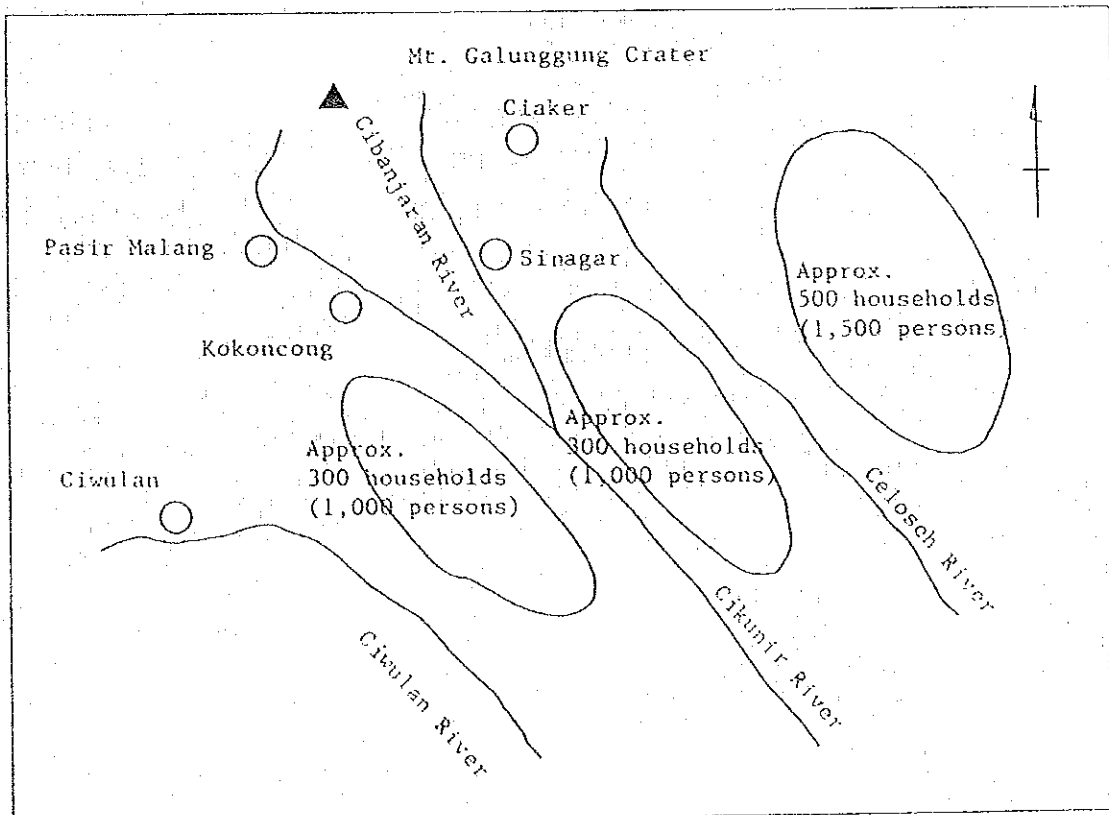 Mt. Galunggung Crater
Ciaker
Cibanjaran River
Pasir Malang
Sinagar
Kokoncong
Approx.
500 households
(1,500 persons)
Approx.
300 households
(1,000 persons)
Approx.
300 households
(1,000 persons)
Ciwulan
Celosch River
Cikunir River
Ciwulan River